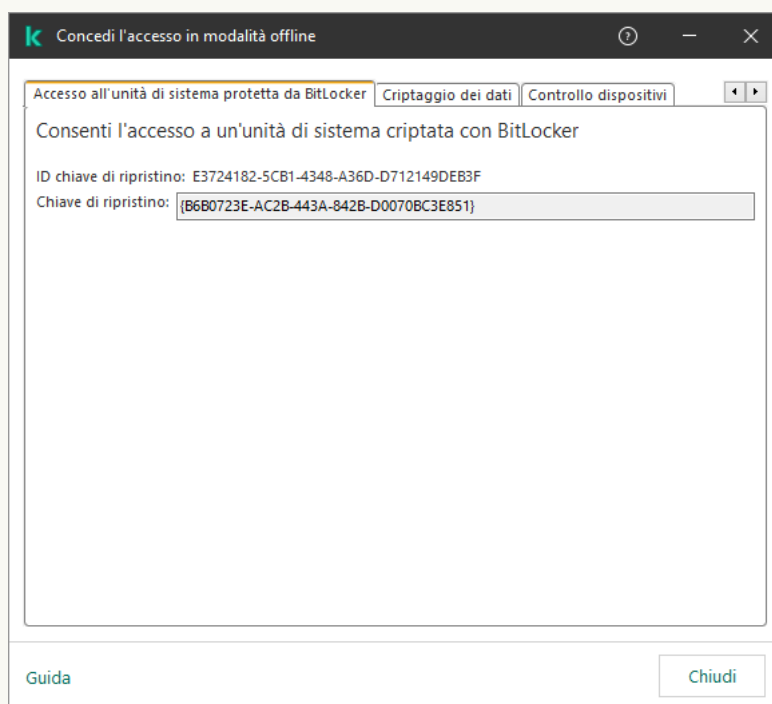 Concedi l'accesso in modalità offline
Accesso all'unità di sistema protetta da BitLocker Criptaggio dei dati Controllo dispositivi
Consenti l'accesso a un'unità di sistema criptata con BitLocker
ID chiave di ripristino: E3724182-5CB1-4348-A36D-D712149DEB3F
Chiave di ripristino: {B6B0723E-AC2B-443A-842B-D0070BC3E851}
Guida Chiudi